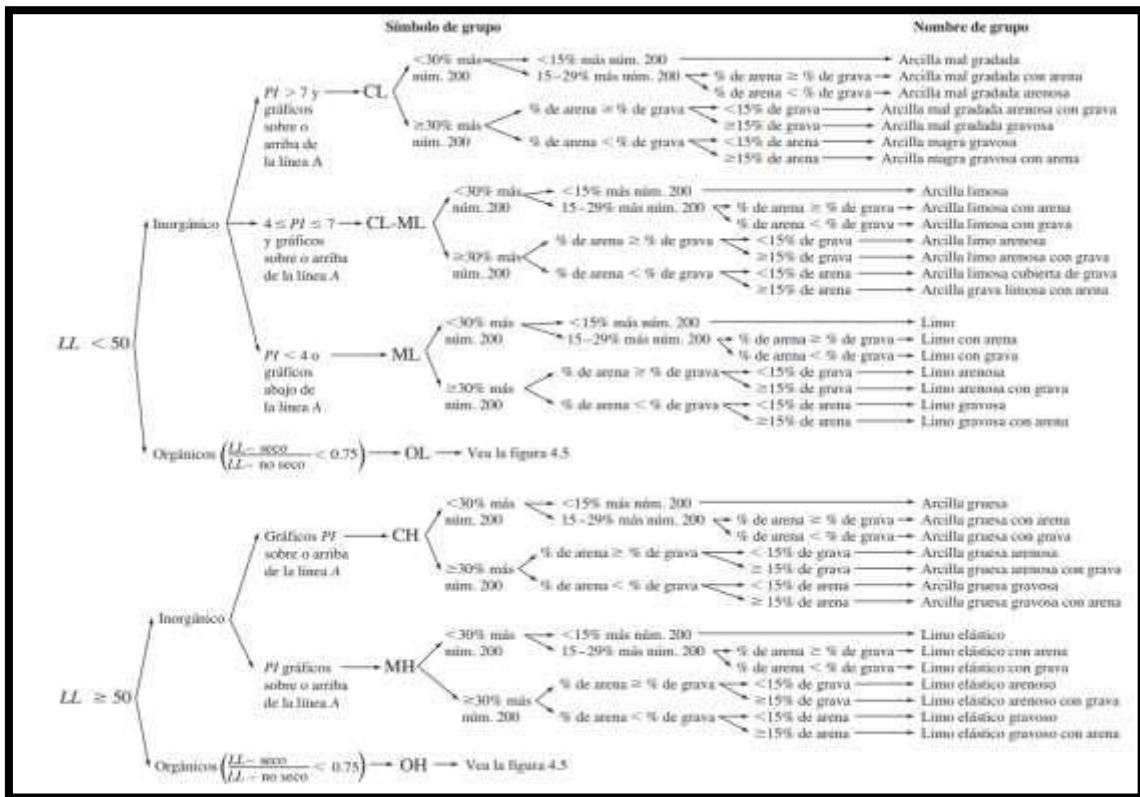 Símbolo de grupo
Nombre de grupo
LL < 50
Inorgánico
PI > 7 y
gráficos
sobre o
arriba de
la línea A
CL
<30% más
núm. 200
<15% más núm. 200
Arcilla mal gradada
15–29% más núm. 200
% de arena ≥ % de grava
Arcilla mal gradada con arena
% de arena < % de grava
Arcilla mal gradada arenosa
≥30% más
núm. 200
% de arena ≥ % de grava
<15% de grava
Arcilla mal gradada arenosa con grava
≥15% de grava
Arcilla mal gradada gravosa
% de arena < % de grava
<15% de arena
Arcilla magra gravosa
≥15% de arena
Arcilla magra gravosa con arena
4 ≤ PI ≤ 7
y gráficos
sobre o arriba
de la línea A
CL-ML
<30% más
núm. 200
<15% más núm. 200
Arcilla limosa
15–29% más núm. 200
% de arena ≥ % de grava
Arcilla limosa con arena
% de arena < % de grava
Arcilla limosa con grava
≥30% más
núm. 200
% de arena ≥ % de grava
<15% de grava
Arcilla limo arenosa
≥15% de grava
Arcilla limo arenosa con grava
% de arena < % de grava
<15% de arena
Arcilla limosa cubierta de grava
≥15% de arena
Arcilla grava limosa con arena
PI < 4 o
gráficos
abajo de
la línea A
ML
<30% más
núm. 200
<15% más núm. 200
Limo
15–29% más núm. 200
% de arena ≥ % de grava
Limo con arena
% de arena < % de grava
Limo con grava
≥30% más
núm. 200
% de arena ≥ % de grava
<15% de grava
Limo arenosa
≥15% de grava
Limo arenosa con grava
% de arena < % de grava
<15% de arena
Limo gravosa
≥15% de arena
Limo gravosa con arena
Orgánicos (LL – seco
LL – no seco < 0.75)
OL
Vea la figura 4.5
LL ≥ 50
Inorgánico
Gráficos PI
sobre o arriba
de la línea A
CH
<30% más
núm. 200
<15% más núm. 200
Arcilla gruesa
15–29% más núm. 200
% de arena ≥ % de grava
Arcilla gruesa con arena
% de arena < % de grava
Arcilla gruesa con grava
≥30% más
núm. 200
% de arena ≥ % de grava
< 15% de grava
Arcilla gruesa arenosa
≥ 15% de grava
Arcilla gruesa arenosa con grava
% de arena < % de grava
< 15% de arena
Arcilla gruesa gravosa
≥ 15% de arena
Arcilla gruesa gravosa con arena
PI gráficos
sobre o arriba
de la línea A
MH
<30% más
núm. 200
<15% más núm. 200
Limo elástico
15–29% más núm. 200
% de arena ≥ % de grava
Limo elástico con arena
% de arena < % de grava
Limo elástico con grava
≥30% más
núm. 200
% de arena ≥ % de grava
<15% de grava
Limo elástico arenoso
≥15% de grava
Limo elástico arenoso con grava
% de arena < % de grava
<15% de arena
Limo elástico gravoso
≥15% de arena
Limo elástico gravoso con arena
Orgánicos (LL – seco
LL – no seco < 0.75)
OH
Vea la figura 4.5